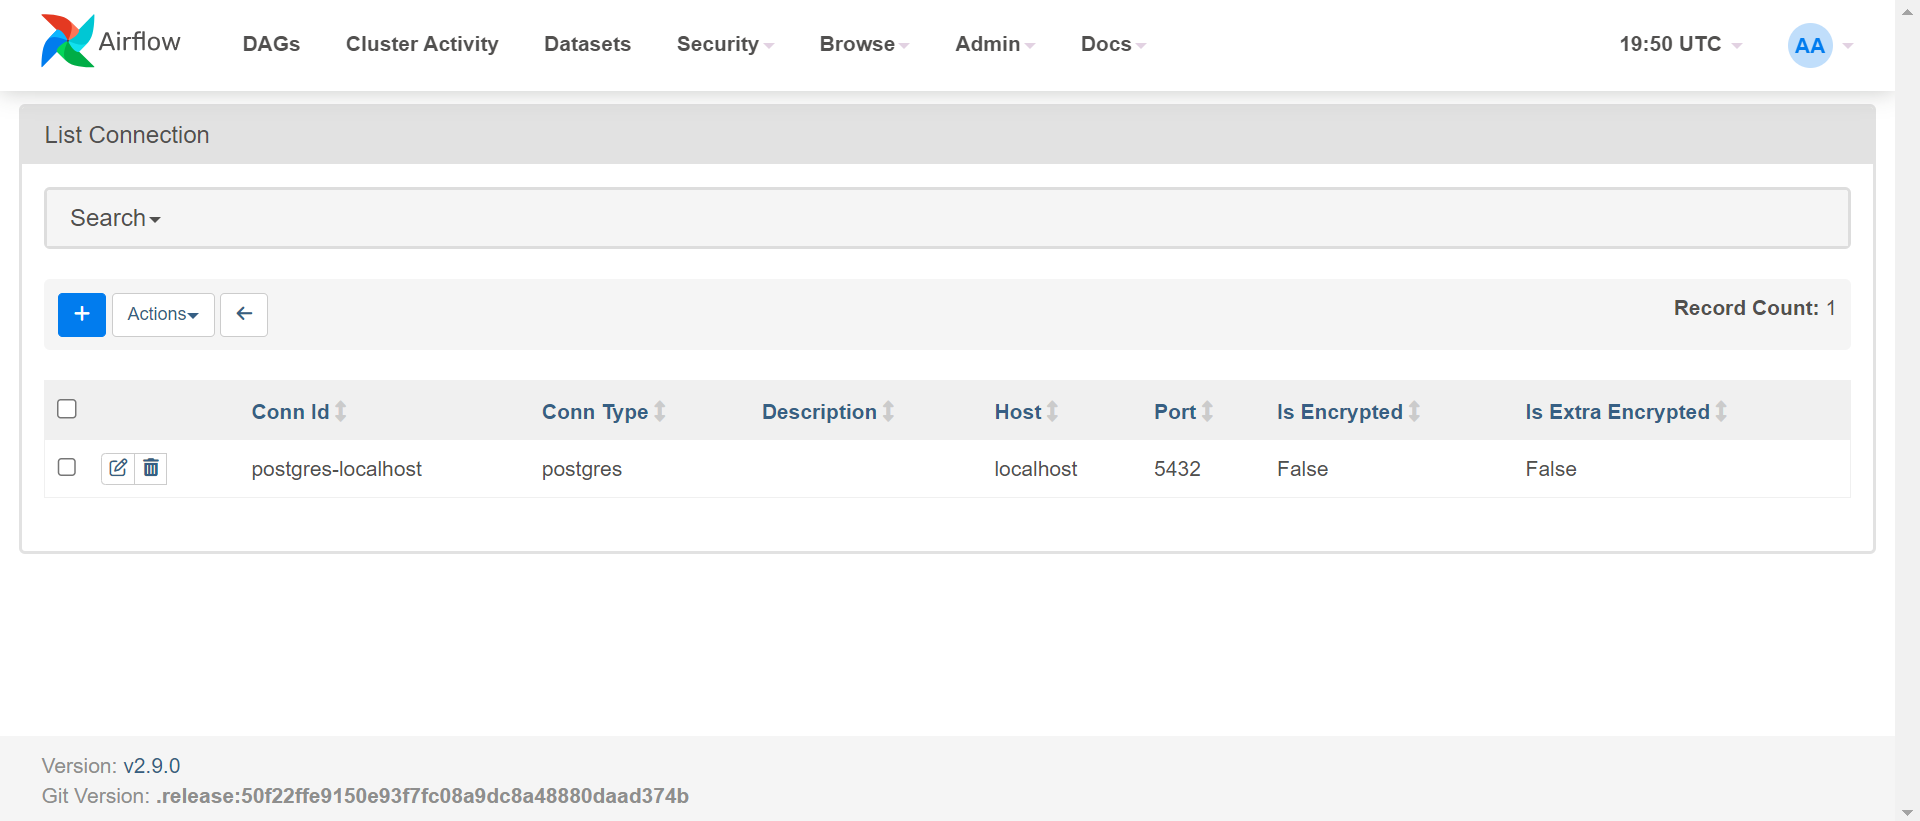 Airflow DAGs Cluster Activity Datasets Security Browse Admin Docs 19:50 UTC AA
List Connection
Search
+ Actions ← Record Count: 1
Conn Id Conn Type Description Host Port Is Encrypted Is Extra Encrypted
postgres-localhost postgres localhost 5432 False False
Version: v2.9.0
Git Version: .release:50f22ffe9150e93f7fc08a9dc8a48880daad374b